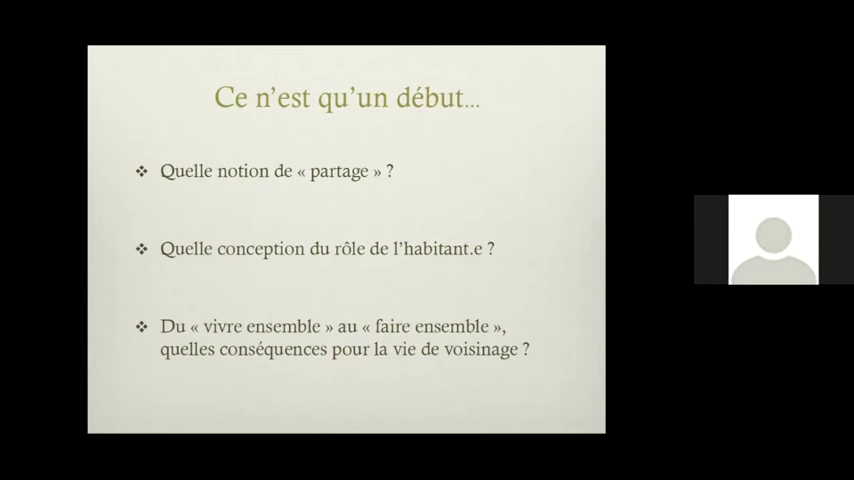 Ce n’est qu’un début...
❖ Quelle notion de « partage » ?
❖ Quelle conception du rôle de l’habitant.e ?
❖ Du « vivre ensemble » au « faire ensemble »,
quelles conséquences pour la vie de voisinage ?